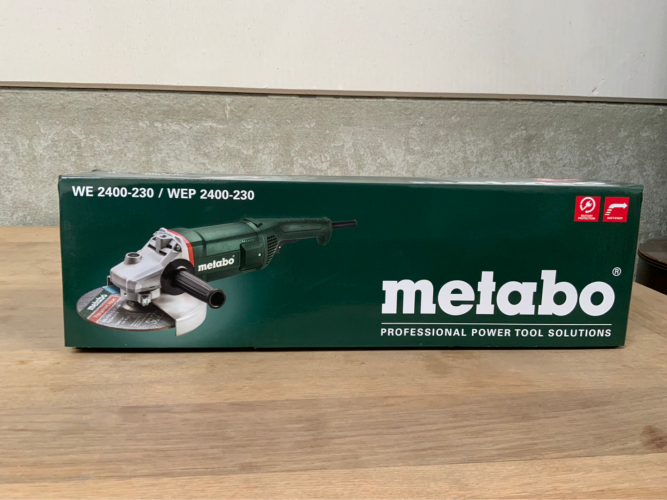 WE 2400-230 / WEP 2400-230
metabo
metabo®
PROFESSIONAL POWER TOOL SOLUTIONS